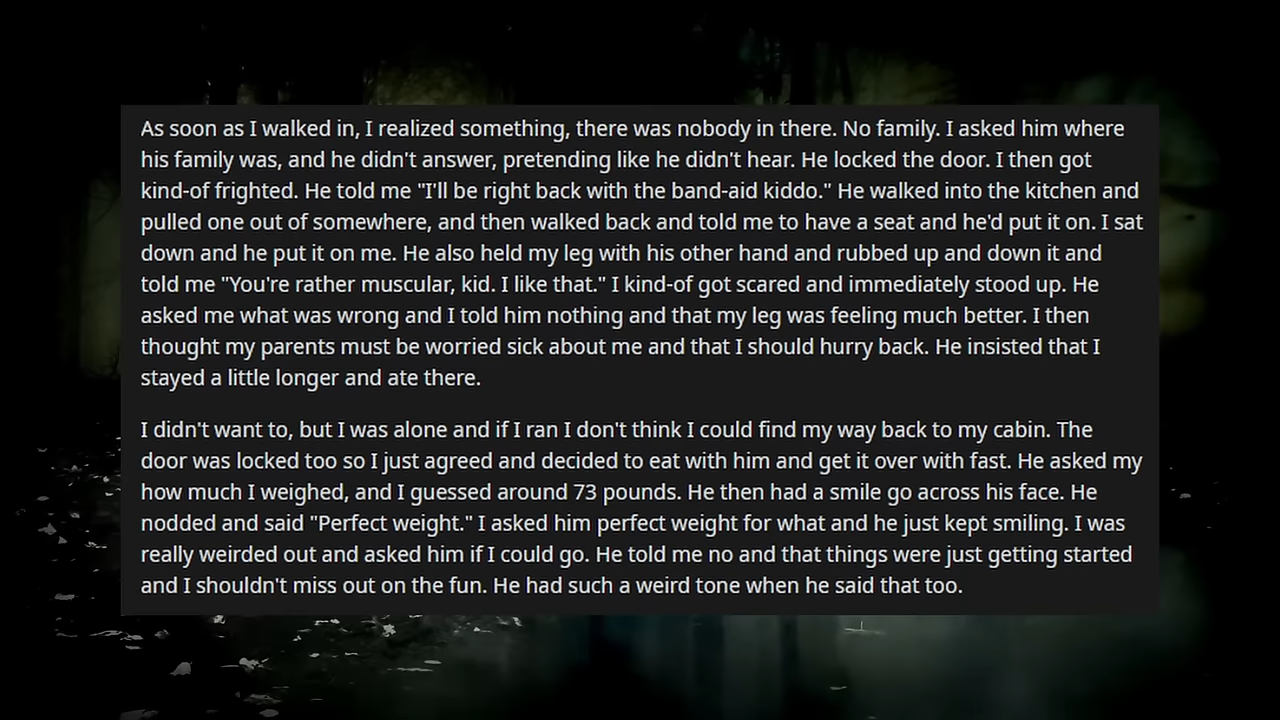 As soon as I walked in, I realized something, there was nobody in there. No family. I asked him where
his family was, and he didn't answer, pretending like he didn't hear. He locked the door. I then got
kind-of frighted. He told me "I'll be right back with the band-aid kiddo." He walked into the kitchen and
pulled one out of somewhere, and then walked back and told me to have a seat and he'd put it on. I sat
down and he put it on me. He also held my leg with his other hand and rubbed up and down it and
told me "You're rather muscular, kid. I like that." I kind-of got scared and immediately stood up. He
asked me what was wrong and I told him nothing and that my leg was feeling much better. I then
thought my parents must be worried sick about me and that I should hurry back. He insisted that I
stayed a little longer and ate there.
I didn't want to, but I was alone and if I ran I don't think I could find my way back to my cabin. The
door was locked too so I just agreed and decided to eat with him and get it over with fast. He asked my
how much I weighed, and I guessed around 73 pounds. He then had a smile go across his face. He
nodded and said "Perfect weight." I asked him perfect weight for what and he just kept smiling. I was
really weirded out and asked him if I could go. He told me no and that things were just getting started
and I shouldn't miss out on the fun. He had such a weird tone when he said that too.